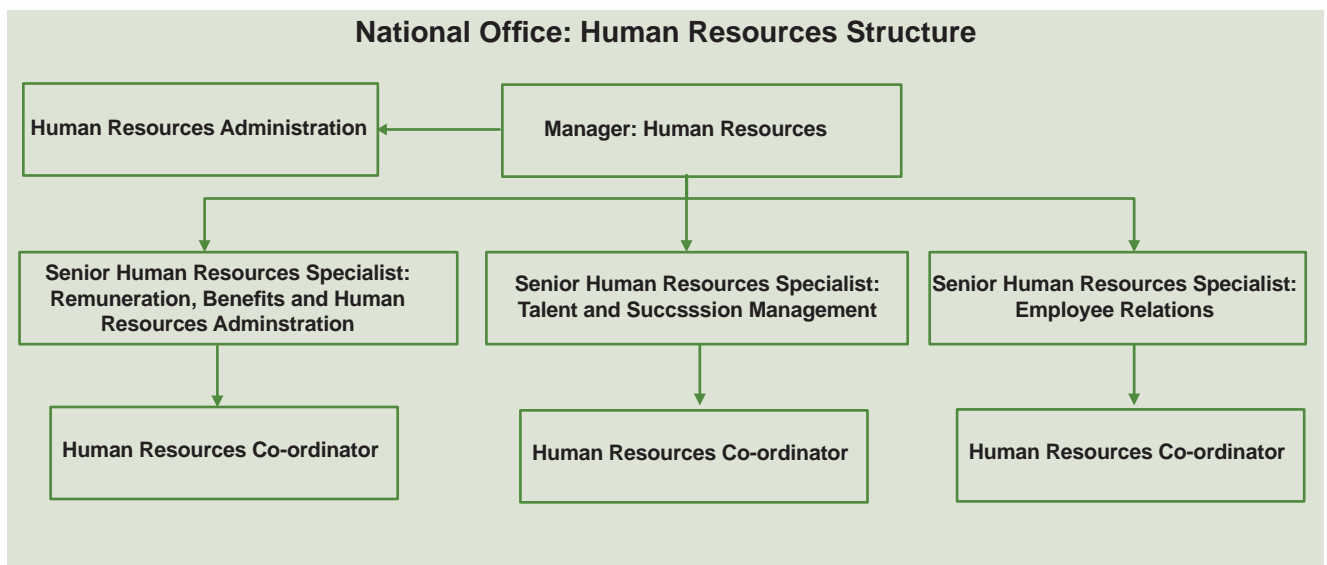 National Office: Human Resources Structure
Human Resources Administration
Manager: Human Resources
Senior Human Resources Specialist:
Remuneration, Benefits and Human
Resources Adminstration
Senior Human Resources Specialist:
Talent and Succsssion Management
Senior Human Resources Specialist:
Employee Relations
Human Resources Co-ordinator
Human Resources Co-ordinator
Human Resources Co-ordinator